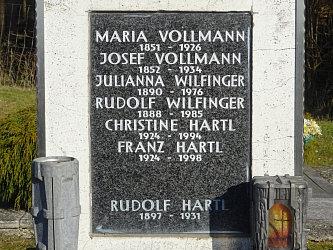 MARIA VOLLMANN
1851 - 1926
JOSEF VOLLMANN
1852 - 1934
JULIANNA WILFINGER
1890 - 1976
RUDOLF WILFINGER
1888 - 1985
CHRISTINE HARTL
1924 - 1994
FRANZ HARTL
1924 - 1998
RUDOLF HARTL
1897 - 1931